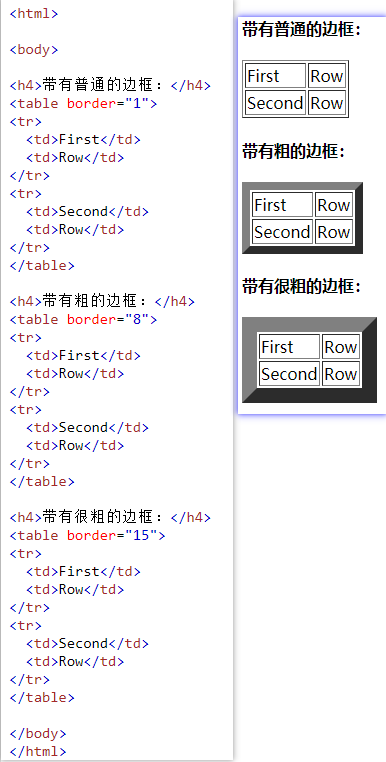 <html>
<body>
<h4>带有普通的边框：</h4>
<table border="1">
<tr>
<td>First</td>
<td>Row</td>
</tr>
<tr>
<td>Second</td>
<td>Row</td>
</tr>
</table>
<h4>带有粗的边框：</h4>
<table border="8">
<tr>
<td>First</td>
<td>Row</td>
</tr>
<tr>
<td>Second</td>
<td>Row</td>
</tr>
</table>
<h4>带有很粗的边框：</h4>
<table border="15">
<tr>
<td>First</td>
<td>Row</td>
</tr>
<tr>
<td>Second</td>
<td>Row</td>
</tr>
</table>
</body>
</html>
带有普通的边框：
First Row
Second Row
带有粗的边框：
First Row
Second Row
带有很粗的边框：
First Row
Second Row